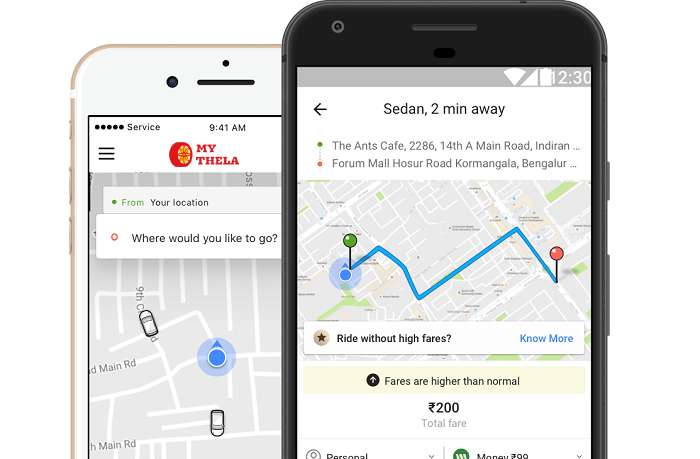 Service
9:41 AM
MY
THELA
From Your location
Where would you like to go?
9th C
d Main Rd
Main Rd
12:30
Sedan, 2 min away
The Ants Cafe, 2286, 14th A Main Road, Indiran ...
Forum Mall Hosur Road Kormangala, Bengalur ...
Ride without high fares?
Know More
Fares are higher than normal
₹200
Total fare
Personal
Money ₹99